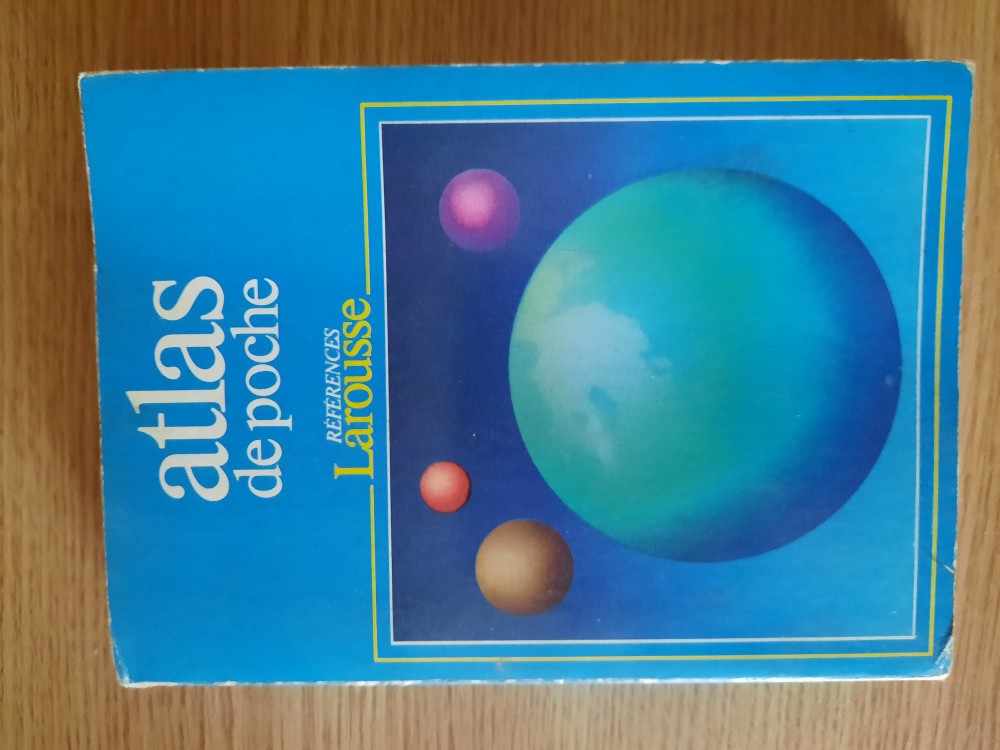 atlas
de poche
RÉFÉRENCES
Larousse